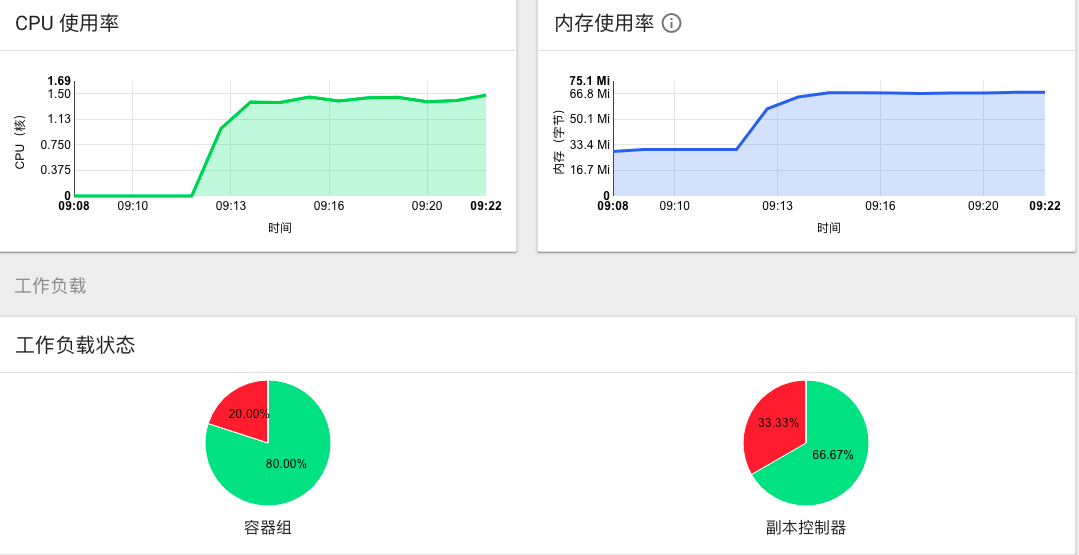 CPU 使用率
1.69
1.50
1.13
0.750
0.375
0
CPU（核）
09:08 09:10 09:13 09:16 09:20 09:22
时间
内存使用率
75.1 Mi
66.8 Mi
50.1 Mi
33.4 Mi
16.7 Mi
0
内存（字节）
09:08 09:10 09:13 09:16 09:20 09:22
时间
工作负载
工作负载状态
20.00%
80.00%
容器组
33.33%
66.67%
副本控制器